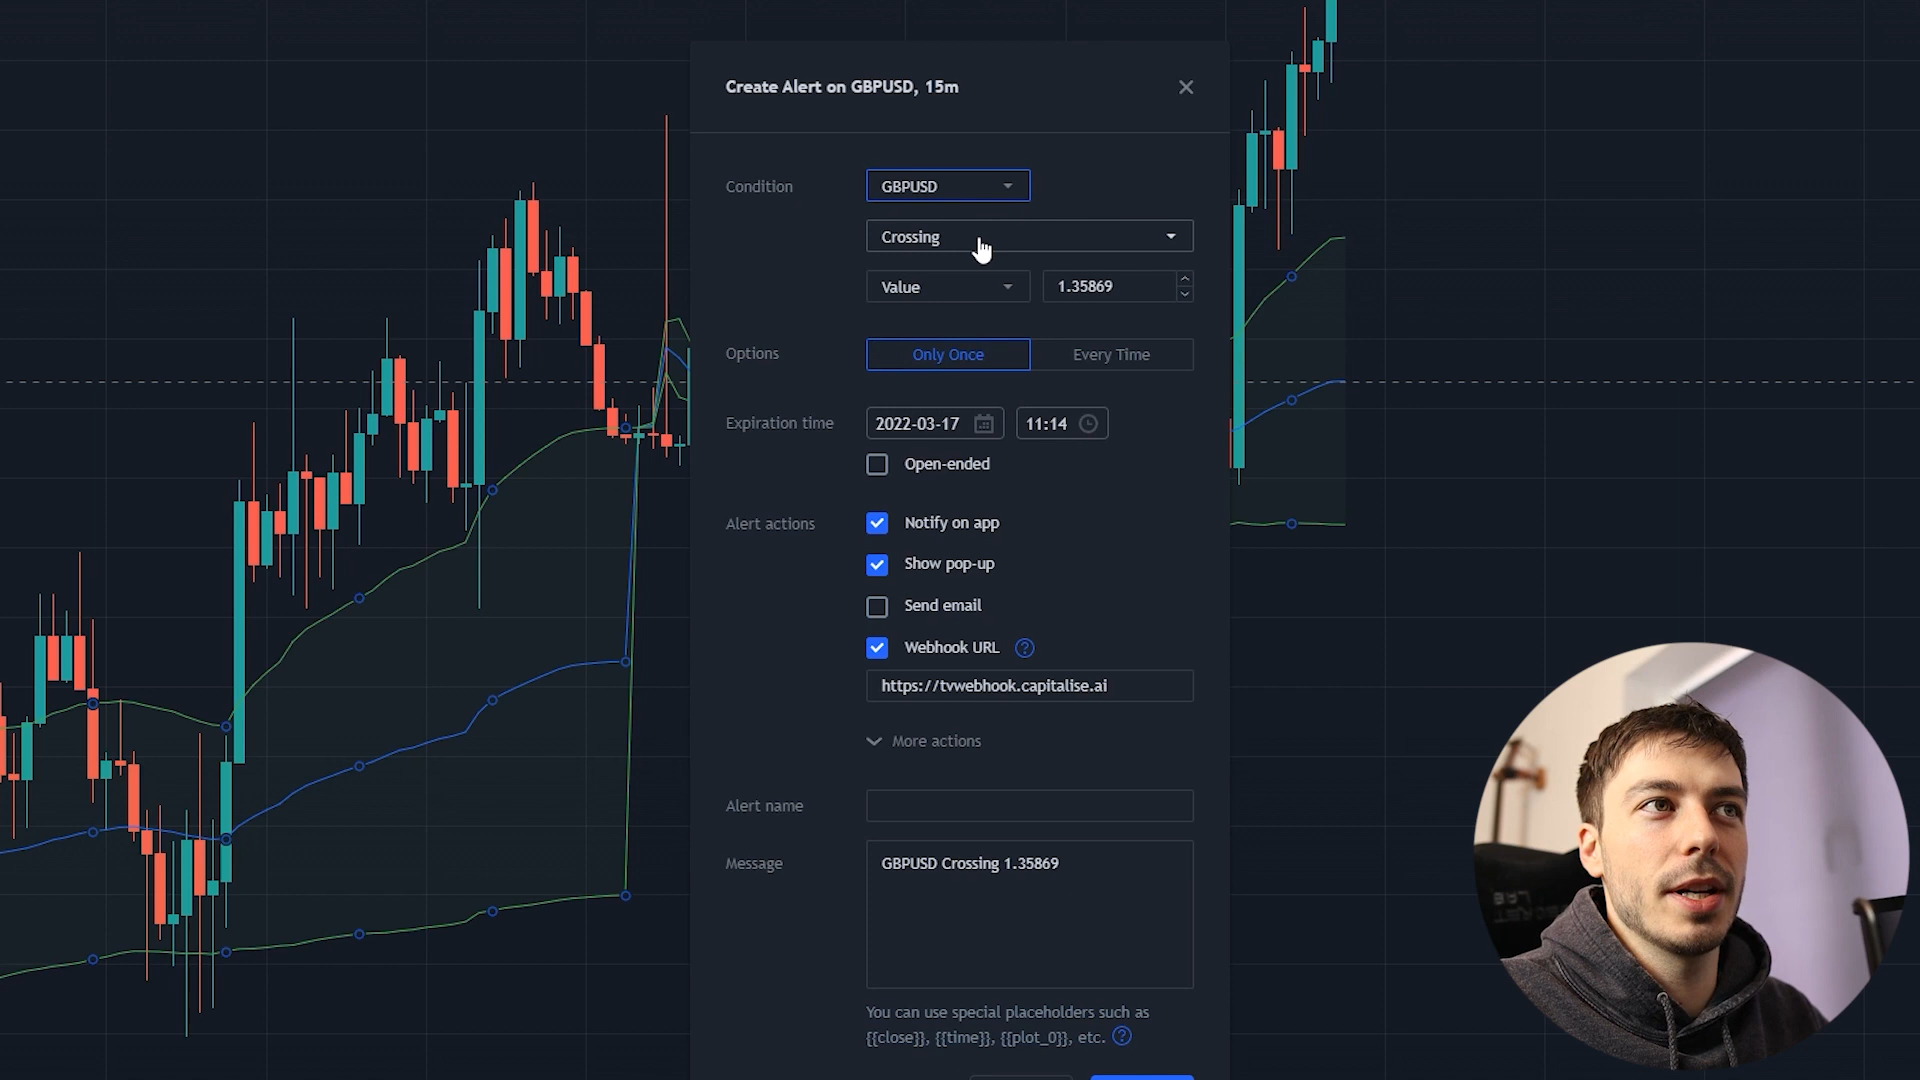 Create Alert on GBPUSD, 15m
Condition
GBPUSD
Crossing
Value
1.35869
Options
Only Once
Every Time
Expiration time
2022-03-17
11:14
Open-ended
Alert actions
Notify on app
Show pop-up
Send email
Webhook URL
https://tvwebhook.capitalise.ai
More actions
Alert name
Message
GBPUSD Crossing 1.35869
You can use special placeholders such as
{{close}}, {{time}}, {{plot_0}}, etc.